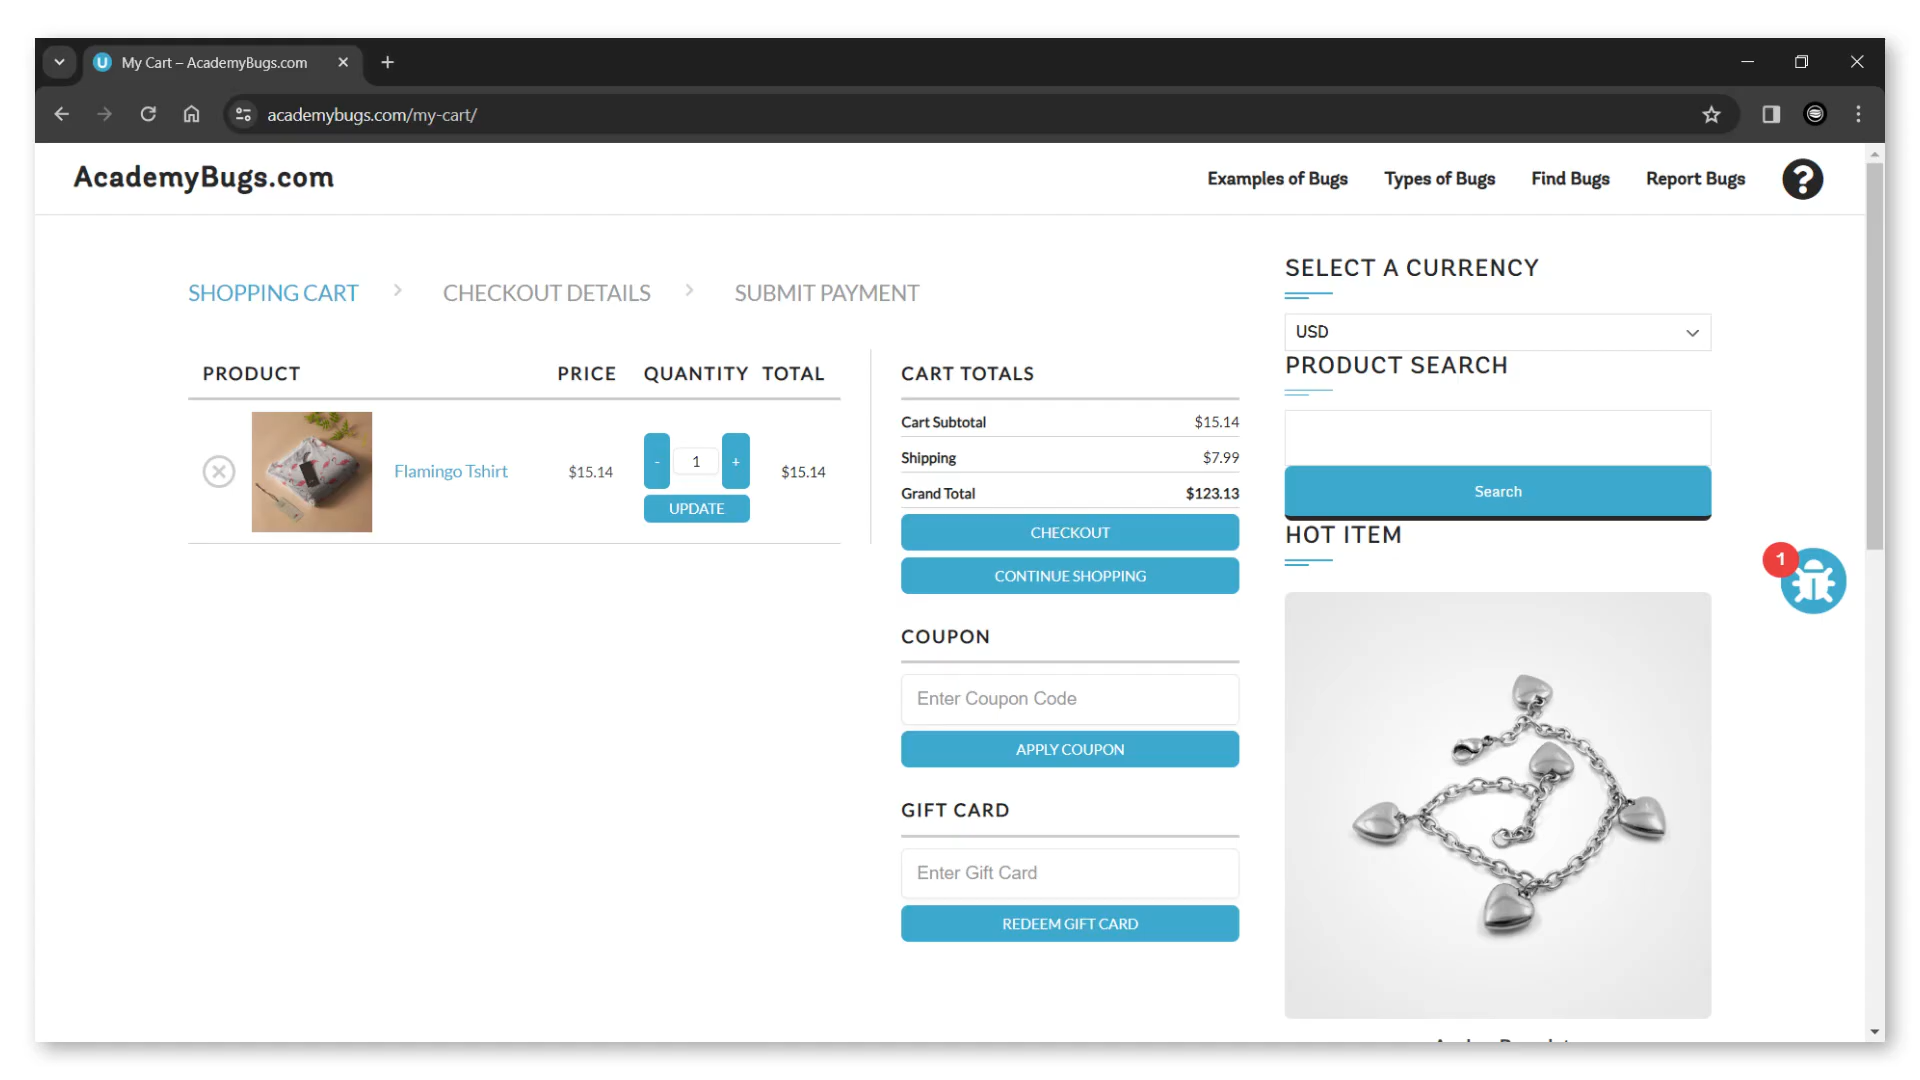 My Cart – AcademyBugs.com
academybugs.com/my-cart/
AcademyBugs.com
Examples of Bugs
Types of Bugs
Find Bugs
Report Bugs
?
SHOPPING CART > CHECKOUT DETAILS > SUBMIT PAYMENT
PRODUCT PRICE QUANTITY TOTAL
Flamingo Tshirt $15.14 - 1 + $15.14
UPDATE
CART TOTALS
Cart Subtotal $15.14
Shipping $7.99
Grand Total $123.13
CHECKOUT
CONTINUE SHOPPING
COUPON
Enter Coupon Code
APPLY COUPON
GIFT CARD
Enter Gift Card
REDEEM GIFT CARD
SELECT A CURRENCY
USD
PRODUCT SEARCH
Search
HOT ITEM
1